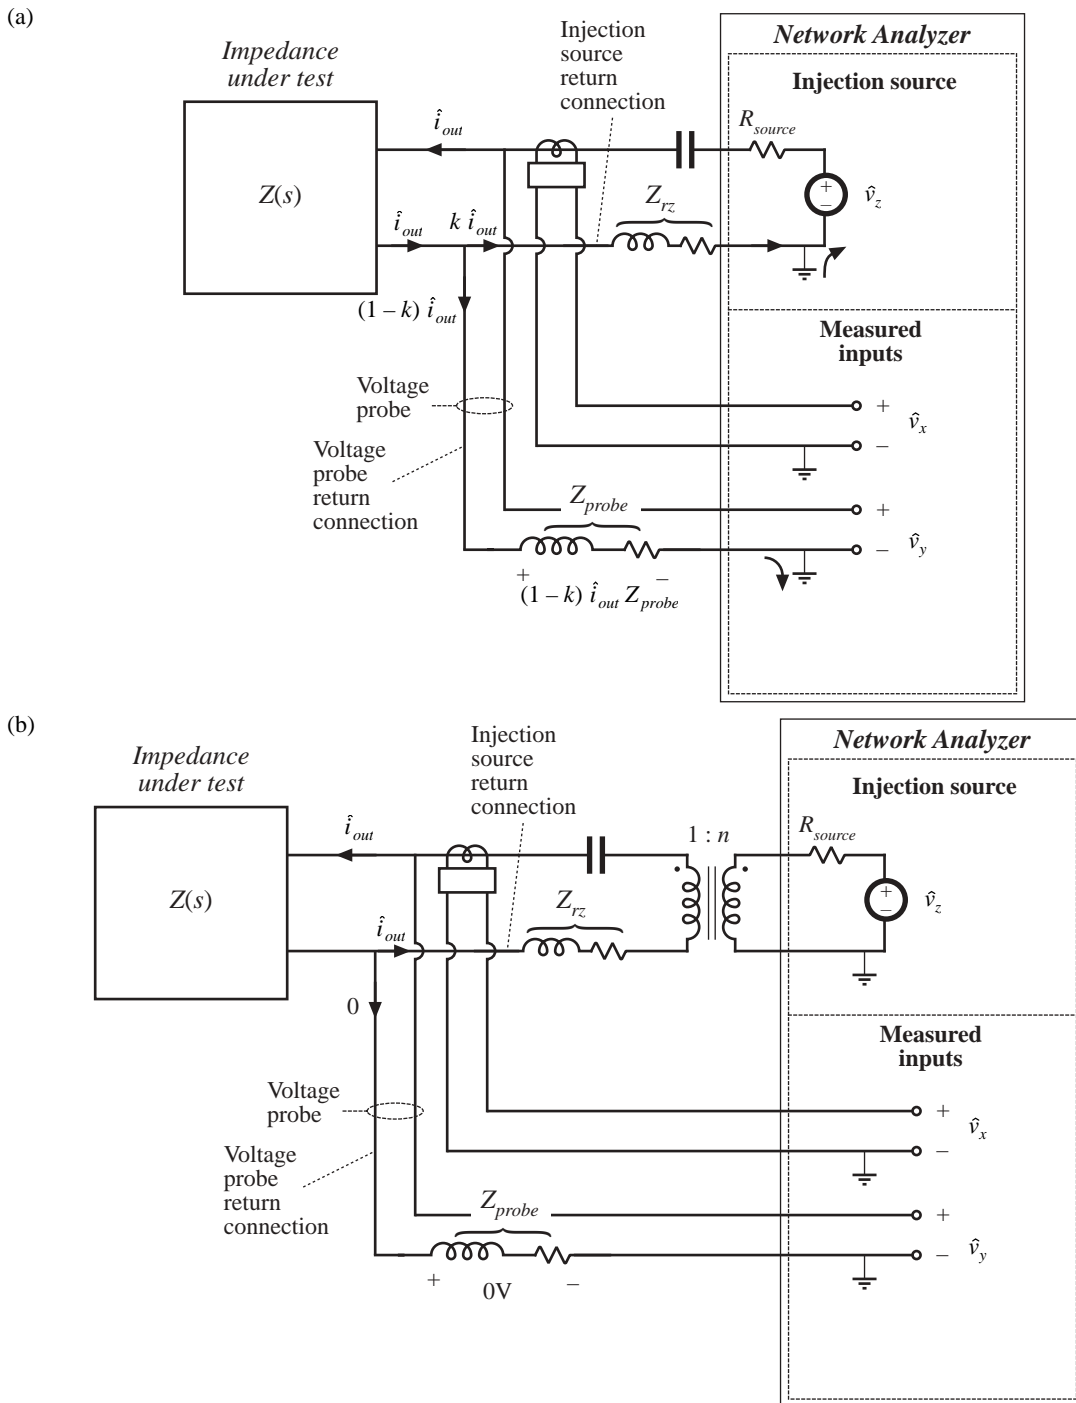 (a)
Impedance
under test
Injection
source
return
connection
Network Analyzer
Injection source
R_source
î_out
Z(s)
+
–
v̂_z
Z_rz
î_out
k î_out
(1 – k) î_out
Measured
inputs
Voltage
probe
+
v̂_x
–
Voltage
probe
return
connection
Z_probe
+
v̂_y
–
+
–
(1 – k) î_out Z_probe
(b)
Impedance
under test
Injection
source
return
connection
Network Analyzer
Injection source
î_out
1 : n
R_source
Z(s)
+
–
v̂_z
Z_rz
î_out
0
Measured
inputs
Voltage
probe
+
v̂_x
–
Voltage
probe
return
connection
Z_probe
+
v̂_y
–
+
–
0V